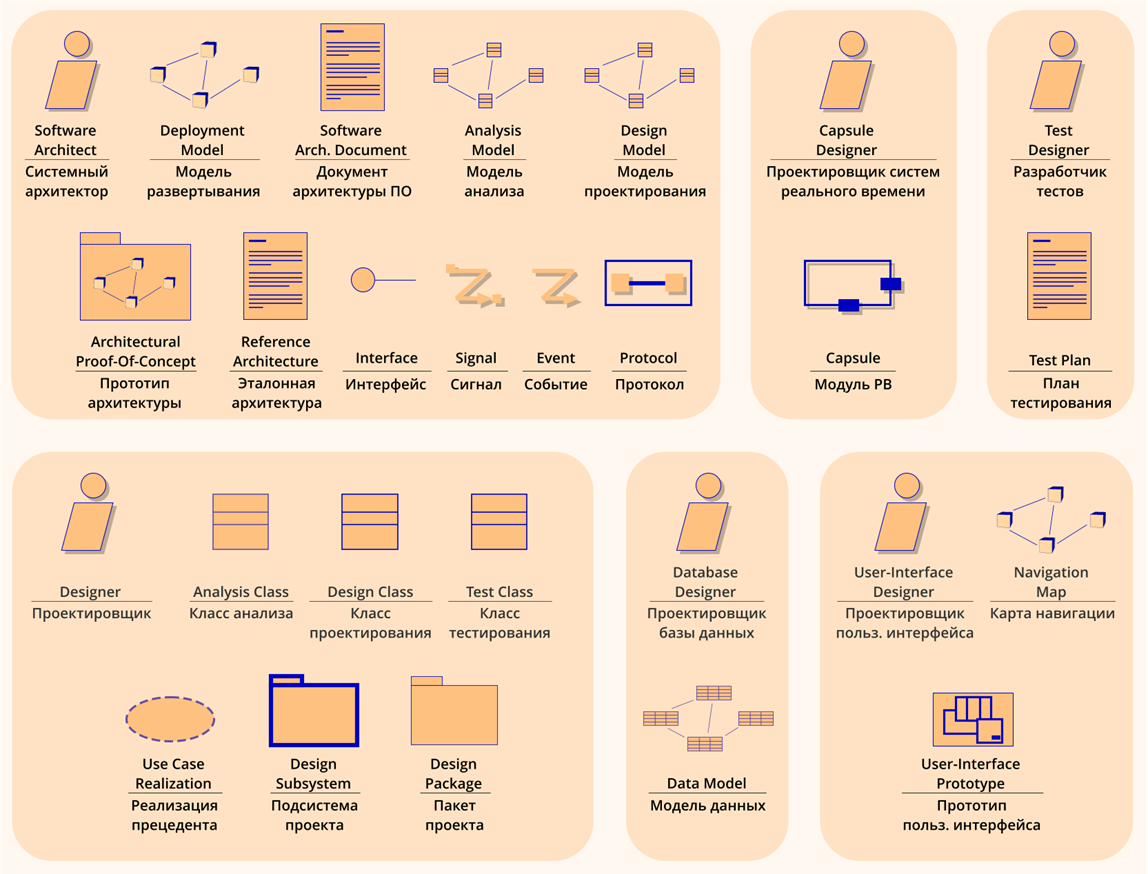 Software
Architect
Системный
архитектор
Deployment
Model
Модель
развертывания
Software
Arch. Document
Документ
архитектуры ПО
Analysis
Model
Модель
анализа
Design
Model
Модель
проектирования
Architectural
Proof-Of-Concept
Прототип
архитектуры
Reference
Architecture
Эталонная
архитектура
Interface
Интерфейс
Signal
Сигнал
Event
Событие
Protocol
Протокол
Capsule
Designer
Проектировщик систем
реального времени
Capsule
Модуль РВ
Test
Designer
Разработчик
тестов
Test Plan
План
тестирования
Designer
Проектировщик
Analysis Class
Класс анализа
Design Class
Класс
проектирования
Test Class
Класс
тестирования
Use Case
Realization
Реализация
прецедента
Design
Subsystem
Подсистема
проекта
Design
Package
Пакет
проекта
Database
Designer
Проектировщик
базы данных
Data Model
Модель данных
User-Interface
Designer
Проектировщик
польз. интерфейса
Navigation
Map
Карта навигации
User-Interface
Prototype
Прототип
польз. интерфейса